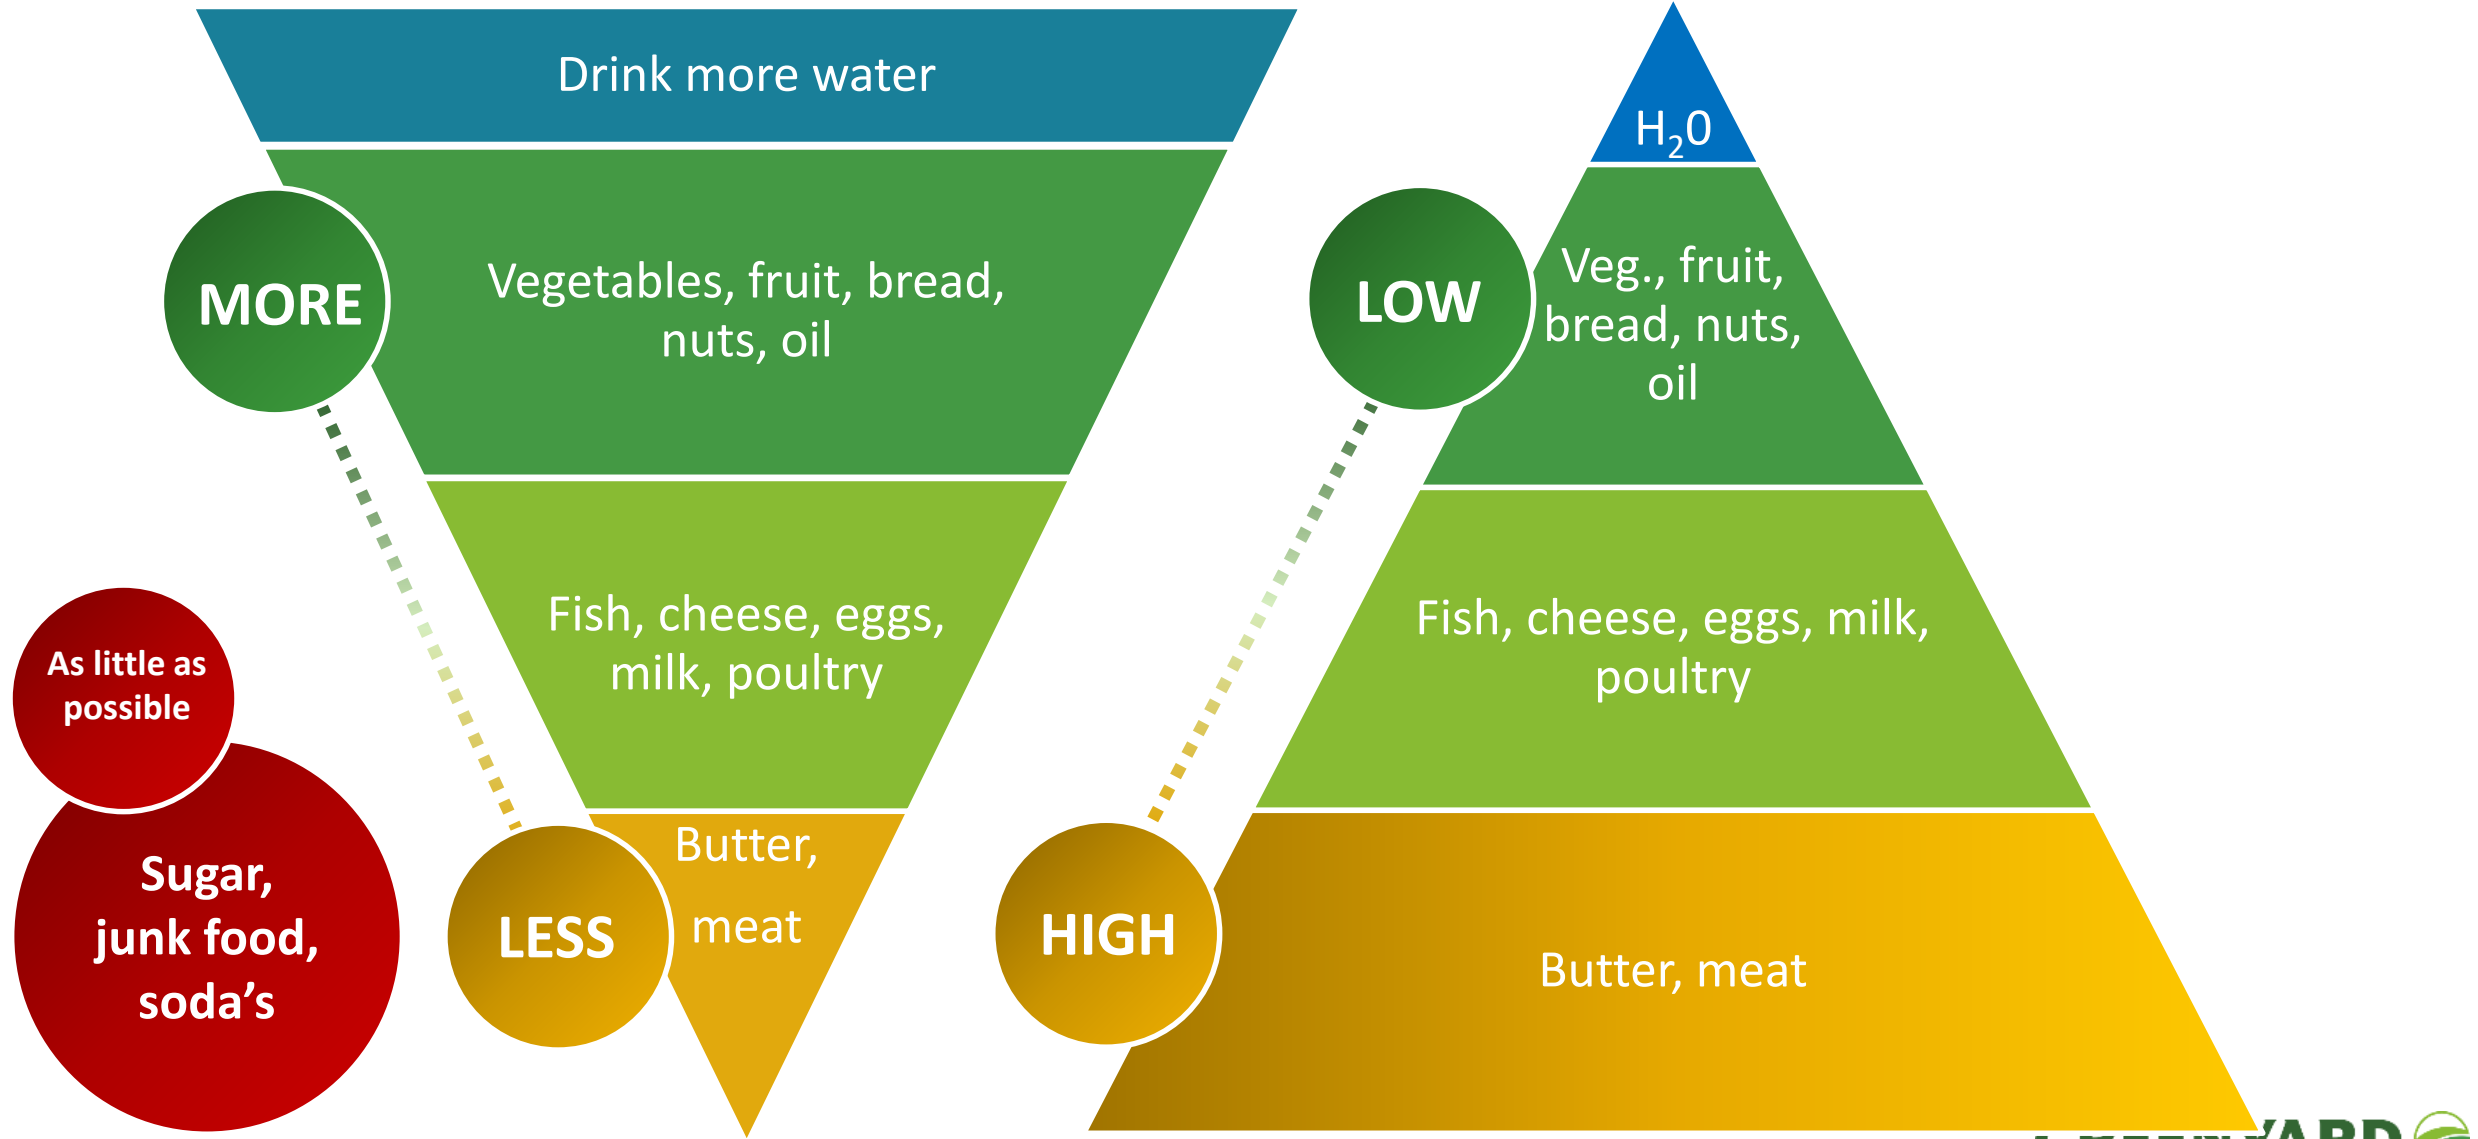 Drink more water
MORE
Vegetables, fruit, bread,
nuts, oil
Fish, cheese, eggs,
milk, poultry
LESS
Butter,
meat
As little as
possible
Sugar,
junk food,
soda’s
H₂0
LOW
Veg., fruit,
bread, nuts,
oil
Fish, cheese, eggs, milk,
poultry
HIGH
Butter, meat